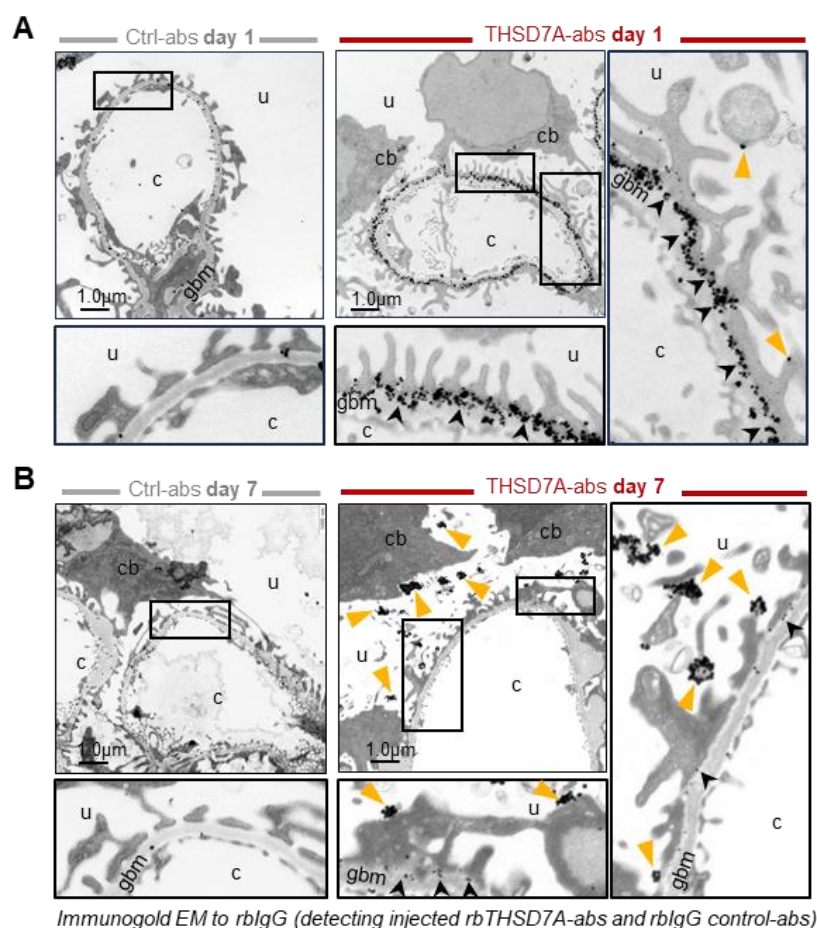 A
Ctrl-abs day 1
THSD7A-abs day 1
u
c
gbm
1.0µm
u
cb
cb
c
1.0µm
u
gbm
c
u
c
u
gbm
c
B
Ctrl-abs day 7
THSD7A-abs day 7
cb
u
c
c
1.0µm
cb
cb
u
c
1.0µm
u
c
gbm
u
gbm
c
u
gbm
Immunogold EM to rbIgG (detecting injected rbTHSD7A-abs and rbIgG control-abs)